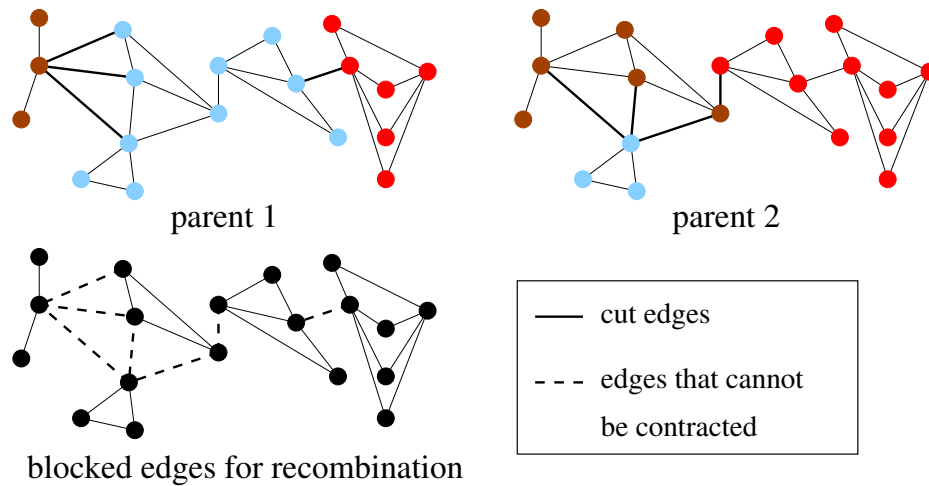 parent 1
parent 2
cut edges
edges that cannot
be contracted
blocked edges for recombination